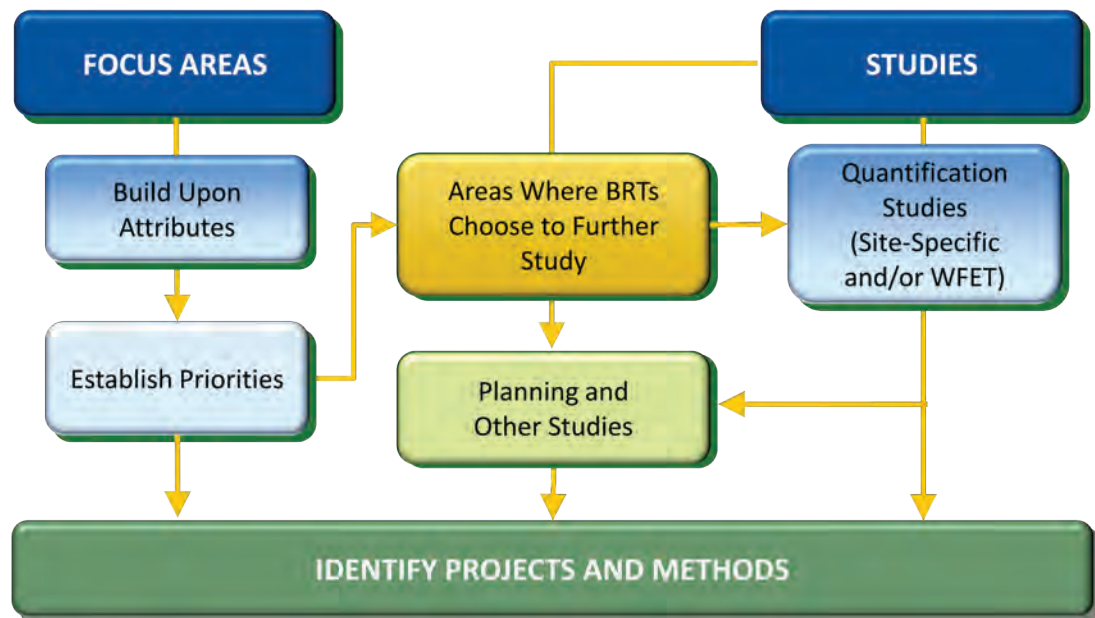 FOCUS AREAS
Build Upon
Attributes
Establish Priorities
Areas Where BRTs
Choose to Further
Study
Planning and
Other Studies
STUDIES
Quantification
Studies
(Site-Specific
and/or WFET)
IDENTIFY PROJECTS AND METHODS